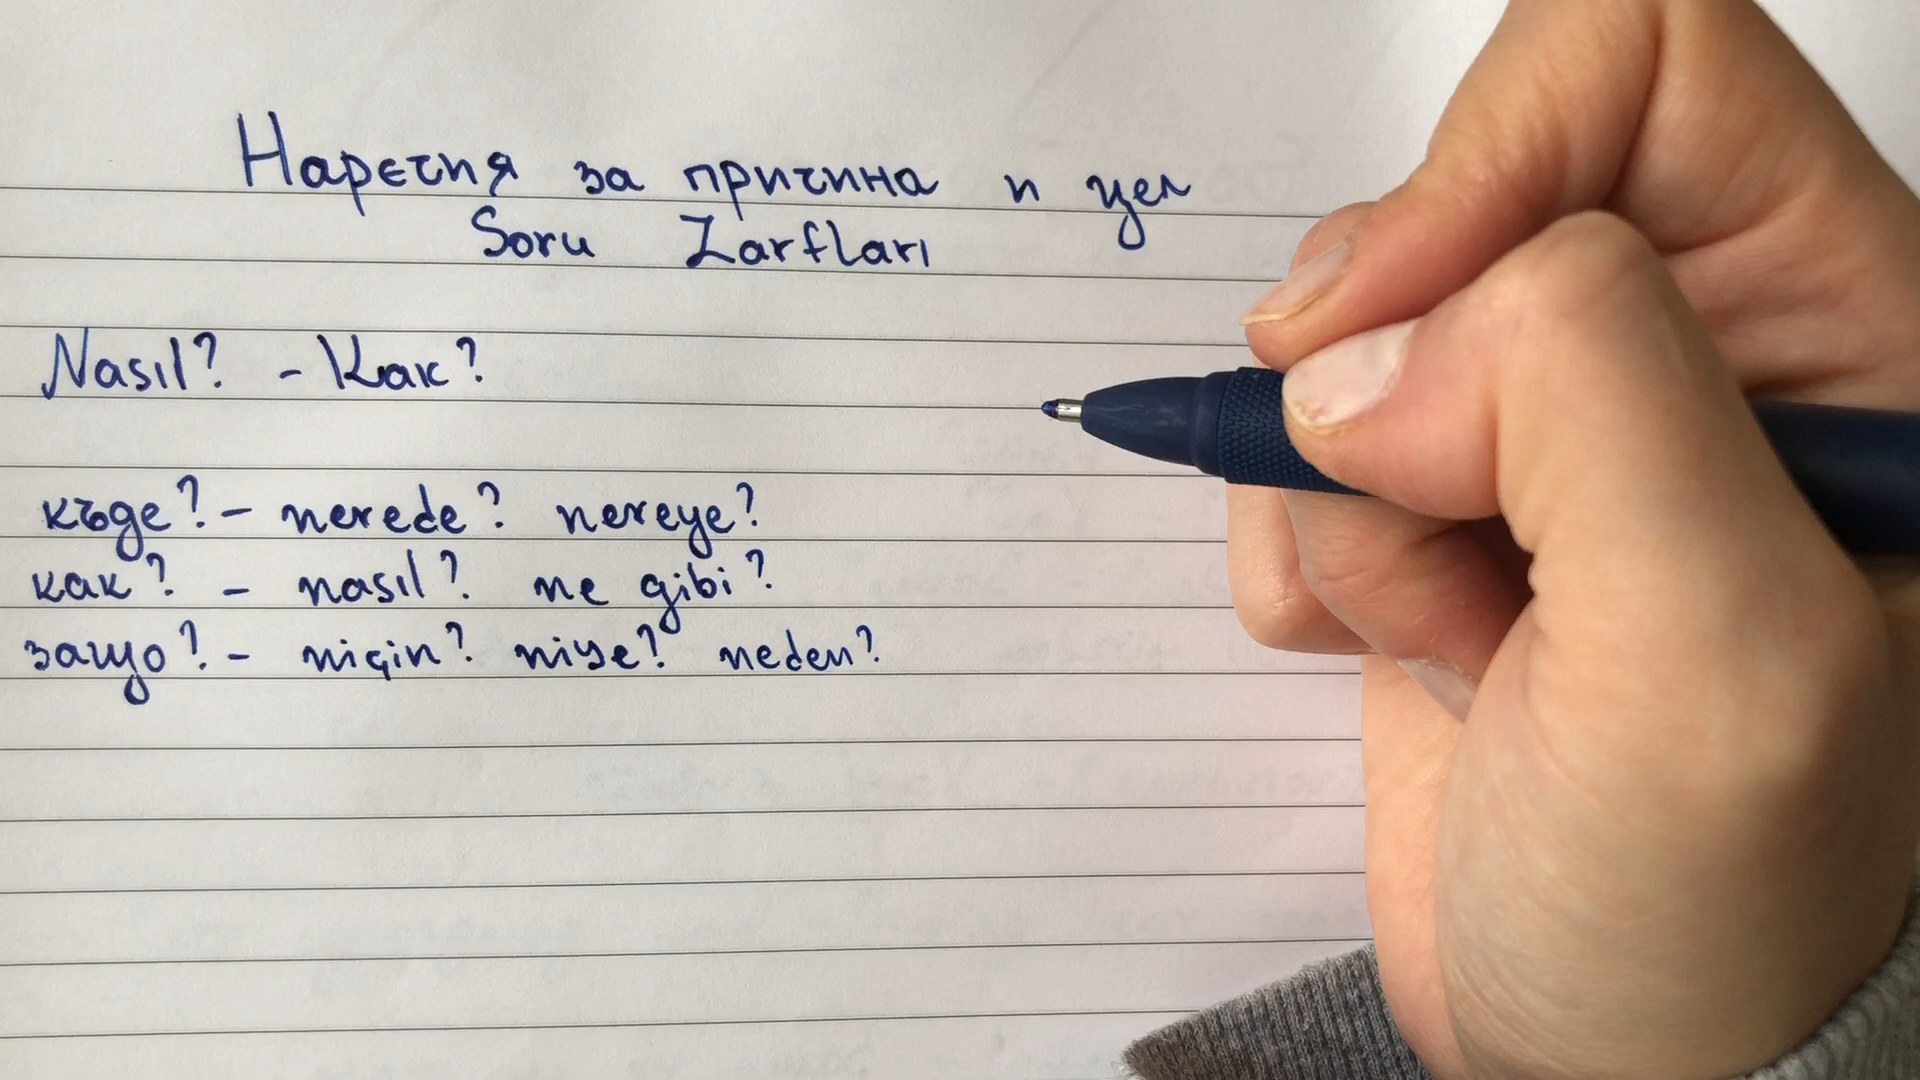 Наречия за причина и цел
Soru Zarfları
Nasıl? - Как?
къде? - nerede? nereye?
как? - nasıl? ne gibi?
защо? - niçin? niye? neden?